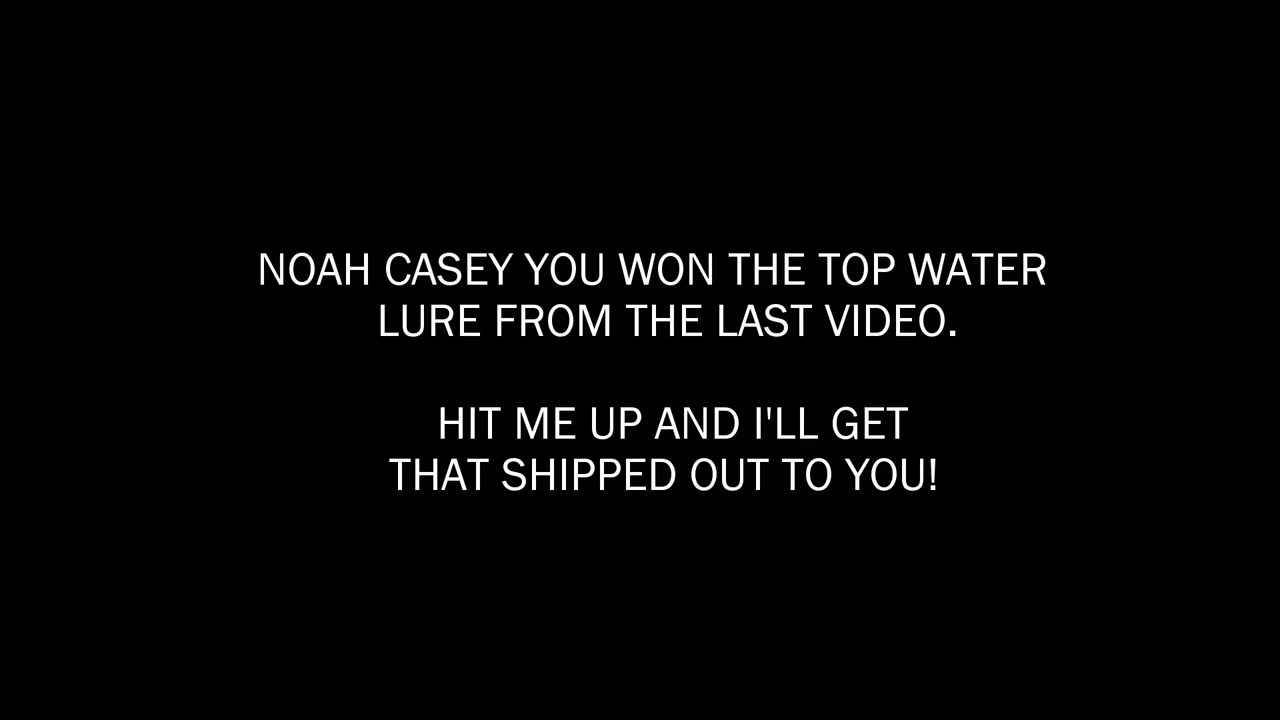 NOAH CASEY YOU WON THE TOP WATER
LURE FROM THE LAST VIDEO.
HIT ME UP AND I'LL GET
THAT SHIPPED OUT TO YOU!